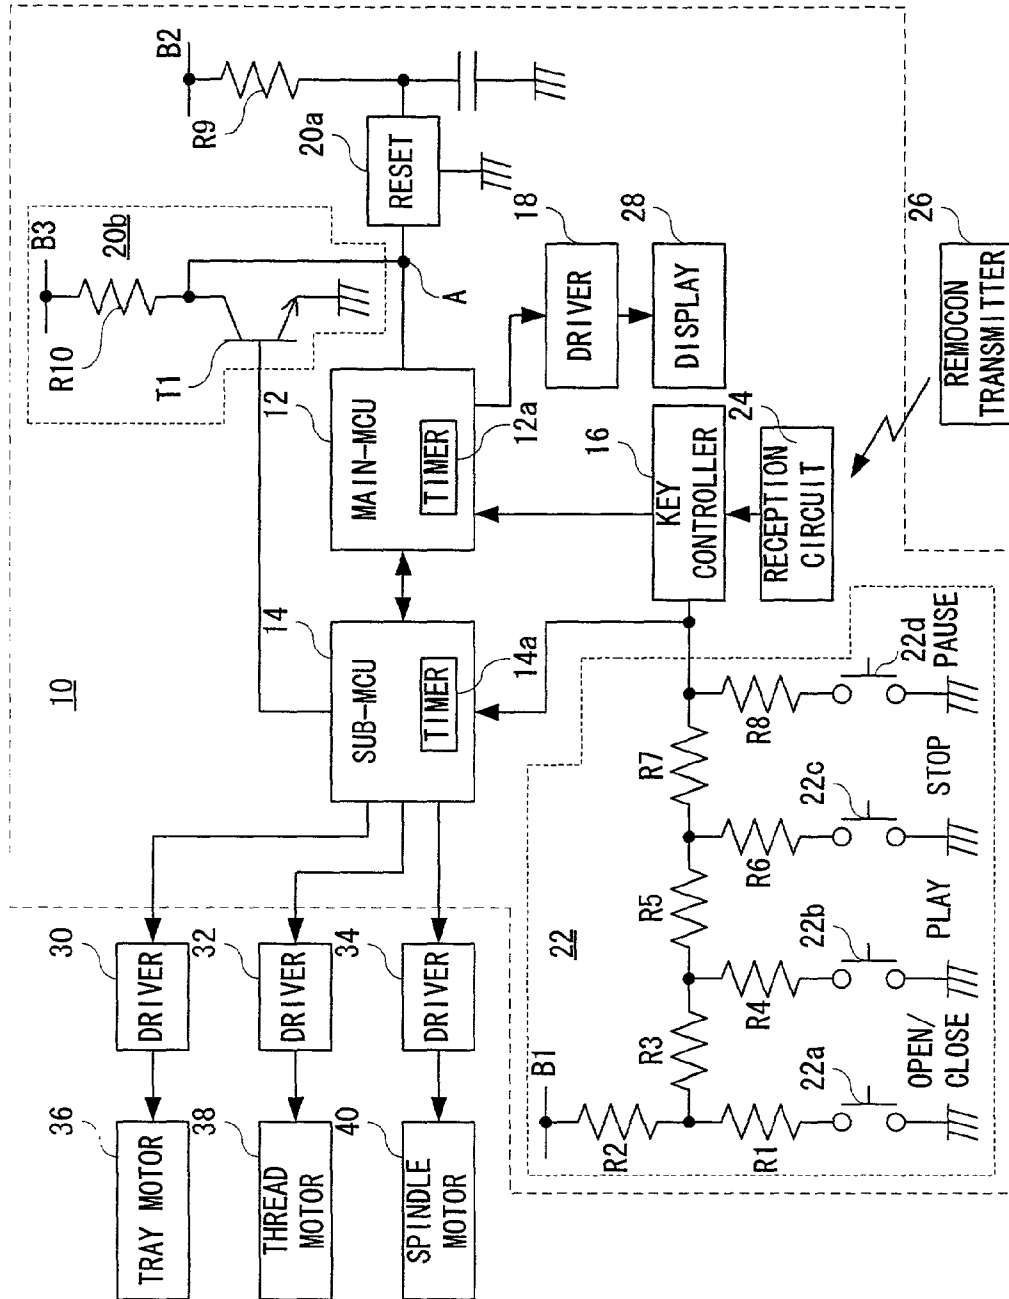 10
B2
R9
20a
RESET
B3
20b
R10
T1
A
12
MAIN-MCU
TIMER
12a
14
SUB-MCU
TIMER
14a
18
DRIVER
28
DISPLAY
16
KEY
CONTROLLER
24
RECEPTION
CIRCUIT
26
REMOCON
TRANSMITTER
30
DRIVER
32
DRIVER
34
DRIVER
36
TRAY MOTOR
38
THREAD
MOTOR
40
SPINDLE
MOTOR
22
B1
R2
R3
R5
R7
R1
R4
R6
R8
22a
22b
22c
22d
OPEN/
CLOSE
PLAY
STOP
PAUSE